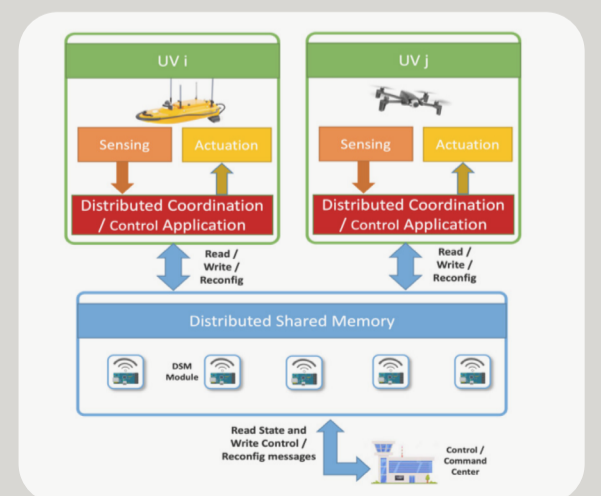 UV i
Sensing
Actuation
Distributed Coordination
/ Control Application
UV j
Sensing
Actuation
Distributed Coordination
/ Control Application
Read /
Write /
Reconfig
Read /
Write /
Reconfig
Distributed Shared Memory
DSM
Module
Read State and
Write Control /
Reconfig messages
Control /
Command
Center